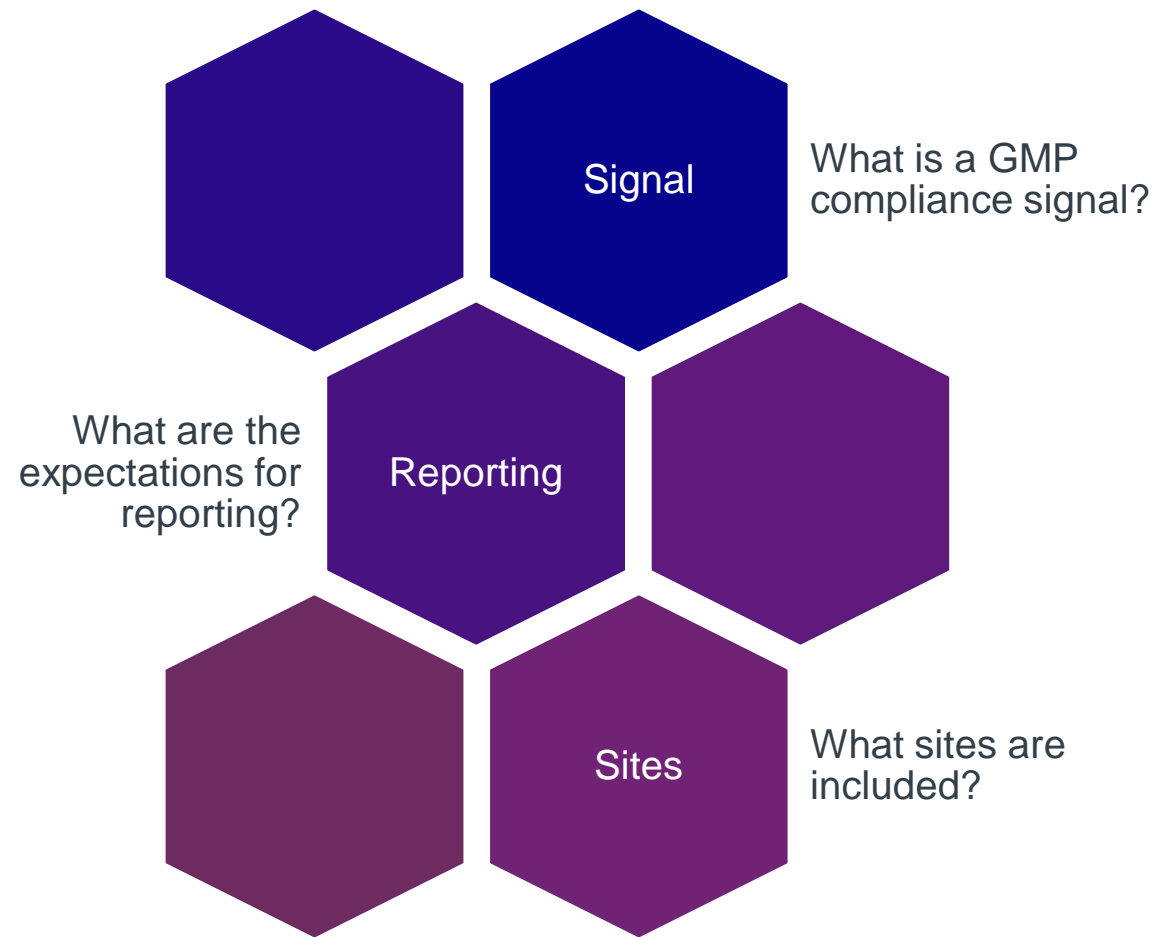 Signal
What is a GMP
compliance signal?
What are the
expectations for
reporting?
Reporting
Sites
What sites are
included?